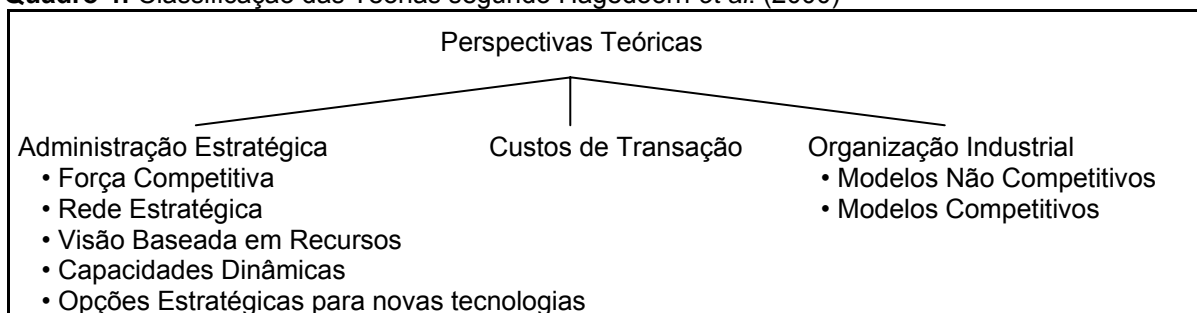 Quadro 1. Classificação das Teorias segundo Hagedoorn et al. (2000)
Perspectivas Teóricas
Administração Estratégica
• Força Competitiva
• Rede Estratégica
• Visão Baseada em Recursos
• Capacidades Dinâmicas
• Opções Estratégicas para novas tecnologias
Custos de Transação
Organização Industrial
• Modelos Não Competitivos
• Modelos Competitivos